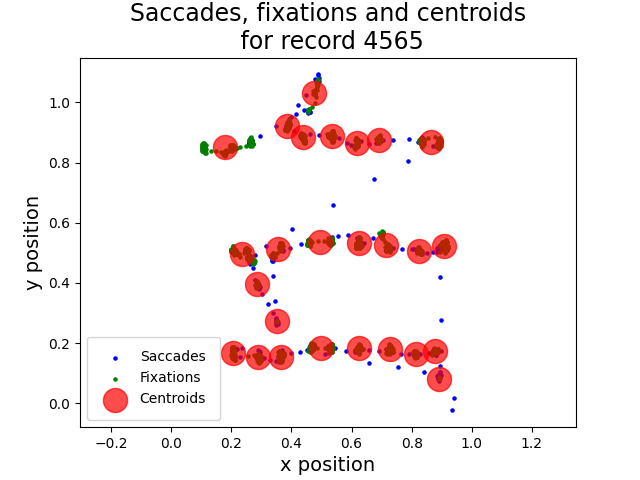 Saccades, fixations and centroids
for record 4565
y position
1.0
0.8
0.6
0.4
0.2
0.0
Saccades
Fixations
Centroids
−0.2 0.0 0.2 0.4 0.6 0.8 1.0 1.2
x position